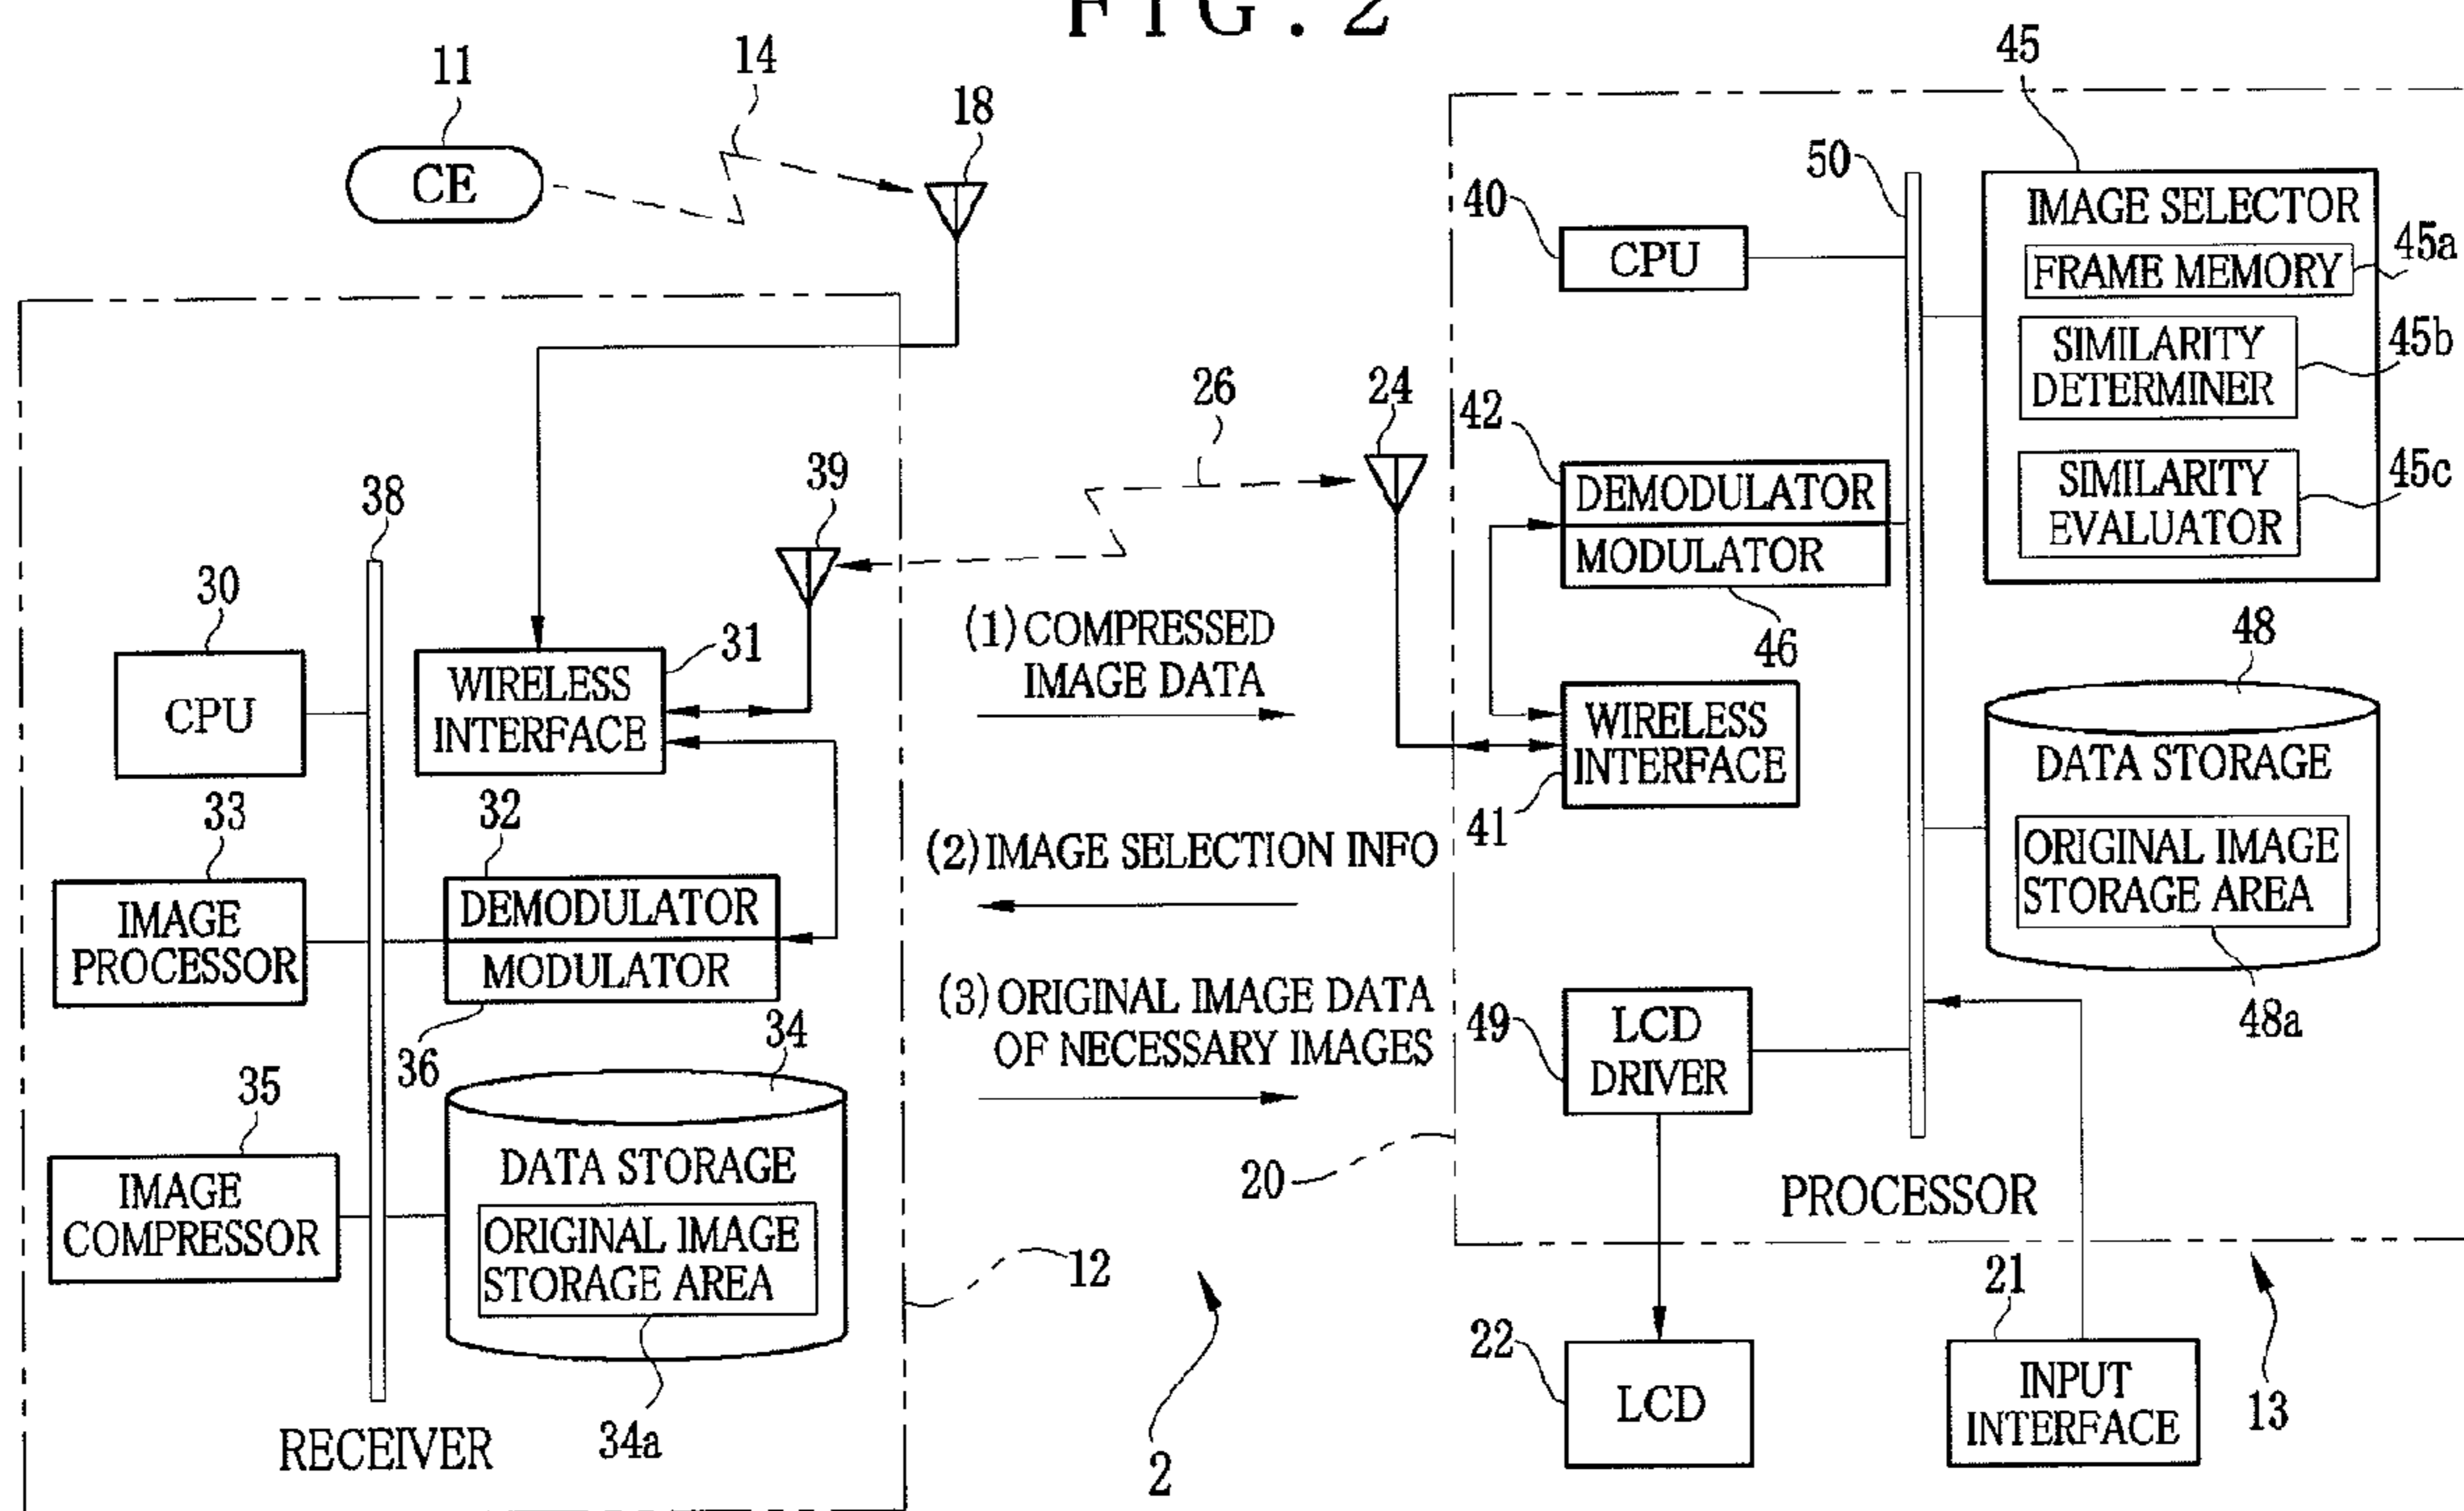 FIG. 2
11
14
18
CE
30
CPU
38
31
WIRELESS
INTERFACE
39
33
IMAGE
PROCESSOR
32
DEMODULATOR
MODULATOR
36
35
IMAGE
COMPRESSOR
34
DATA STORAGE
ORIGINAL IMAGE
STORAGE AREA
34a
RECEIVER
12
26
24
(1) COMPRESSED
IMAGE DATA
(2) IMAGE SELECTION INFO
(3) ORIGINAL IMAGE DATA
OF NECESSARY IMAGES
20
2
40
CPU
50
45
IMAGE SELECTOR
FRAME MEMORY
45a
SIMILARITY
DETERMINER
45b
SIMILARITY
EVALUATOR
45c
42
DEMODULATOR
MODULATOR
46
WIRELESS
INTERFACE
41
48
DATA STORAGE
ORIGINAL IMAGE
STORAGE AREA
48a
49
LCD
DRIVER
PROCESSOR
22
LCD
21
INPUT
INTERFACE
13